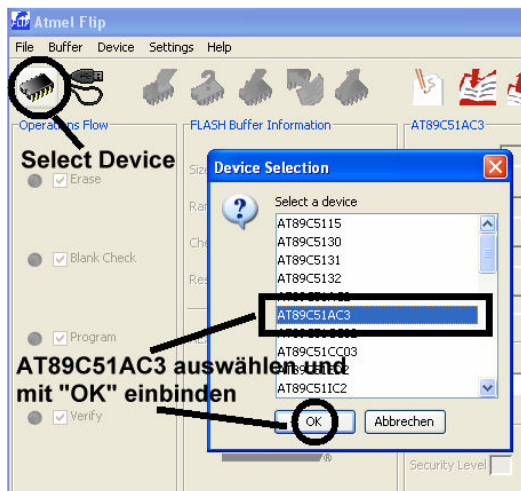 Atmel Flip
File Buffer Device Settings Help
Operations Flow
FLASH Buffer Information
AT89C51AC3
Select Device
Erase
Blank Check
Program
Verify
Device Selection
Select a device
AT89C5115
AT89C5130
AT89C5131
AT89C5132
AT89C51AC3
AT89C51CC03
AT89C51IC2
AT89C51AC3 auswählen und
mit "OK" einbinden
OK Abbrechen
Security Level